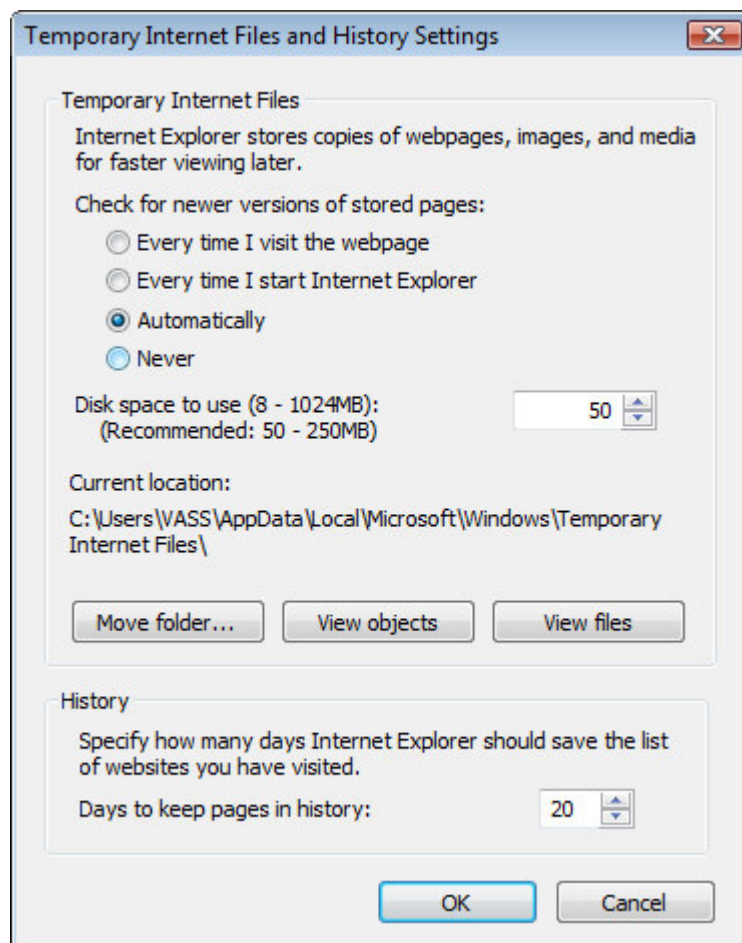 Temporary Internet Files and History Settings
Temporary Internet Files
Internet Explorer stores copies of webpages, images, and media
for faster viewing later.
Check for newer versions of stored pages:
Every time I visit the webpage
Every time I start Internet Explorer
Automatically
Never
Disk space to use (8 - 1024MB): 50
(Recommended: 50 - 250MB)
Current location:
C:\Users\VASS\AppData\Local\Microsoft\Windows\Temporary
Internet Files\
Move folder... View objects View files
History
Specify how many days Internet Explorer should save the list
of websites you have visited.
Days to keep pages in history: 20
OK Cancel